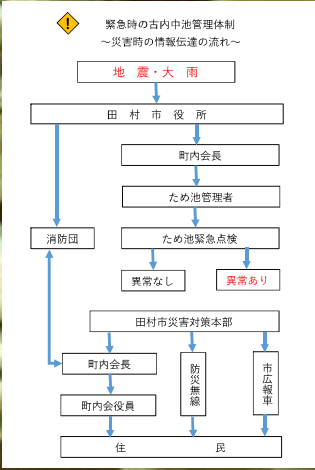 !
緊急時の古内中池管理体制
～災害時の情報伝達の流れ～
地 震・大 雨
田 村 市 役 所
町内会長
ため池管理者
消防団
ため池緊急点検
異常なし
異常あり
田村市災害対策本部
町内会長
防災無線
市広報車
町内会役員
住 民